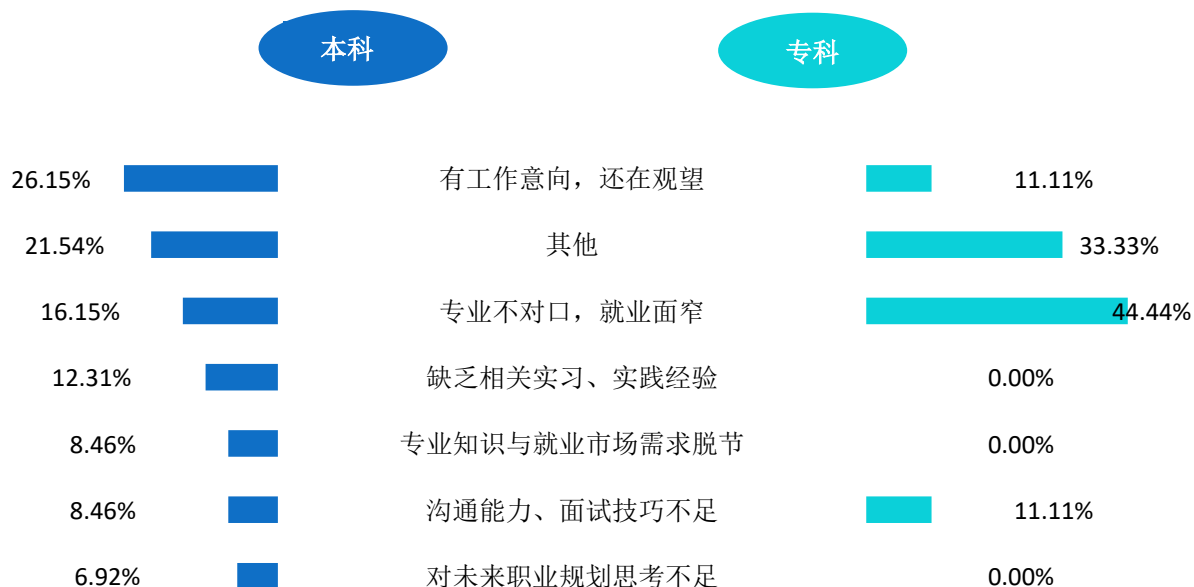 本科 专科
26.15% 有工作意向，还在观望 11.11%
21.54% 其他 33.33%
16.15% 专业不对口，就业面窄 44.44%
12.31% 缺乏相关实习、实践经验 0.00%
8.46% 专业知识与就业市场需求脱节 0.00%
8.46% 沟通能力、面试技巧不足 11.11%
6.92% 对未来职业规划思考不足 0.00%